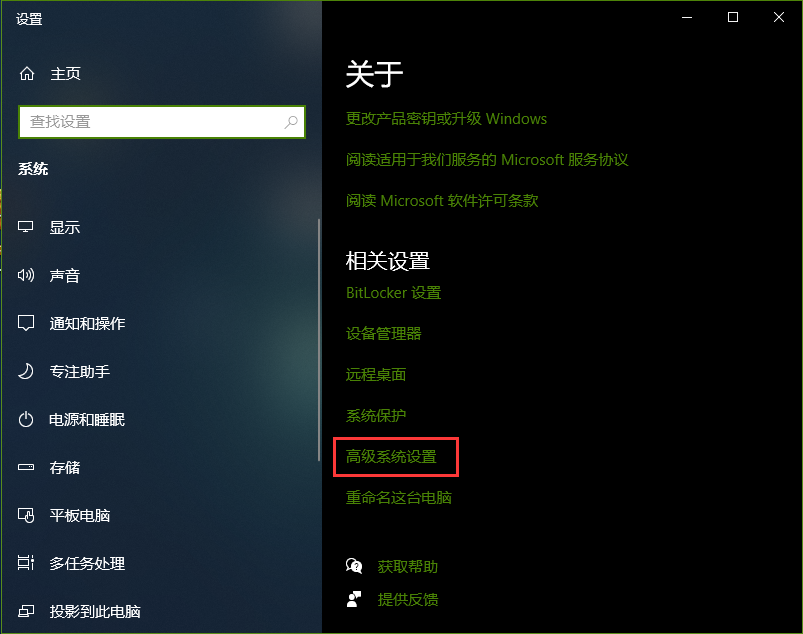 设置
主页
查找设置
系统
显示
声音
通知和操作
专注助手
电源和睡眠
存储
平板电脑
多任务处理
投影到此电脑
关于
更改产品密钥或升级 Windows
阅读适用于我们服务的 Microsoft 服务协议
阅读 Microsoft 软件许可条款
相关设置
BitLocker 设置
设备管理器
远程桌面
系统保护
高级系统设置
重命名这台电脑
获取帮助
提供反馈